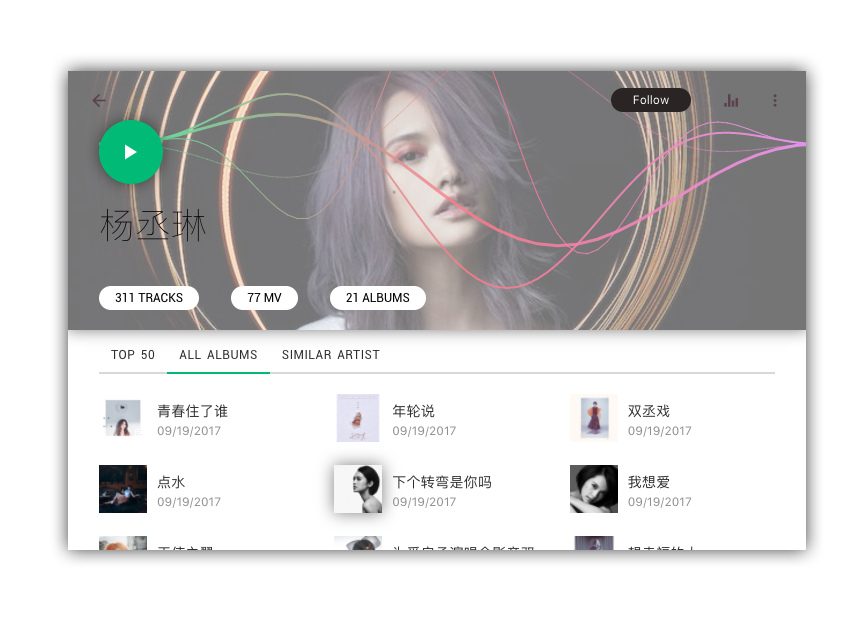 Follow
杨丞琳
311 TRACKS
77 MV
21 ALBUMS
TOP 50
ALL ALBUMS
SIMILAR ARTIST
青春住了谁
09/19/2017
年轮说
09/19/2017
双丞戏
09/19/2017
点水
09/19/2017
下个转弯是你吗
09/19/2017
我想爱
09/19/2017